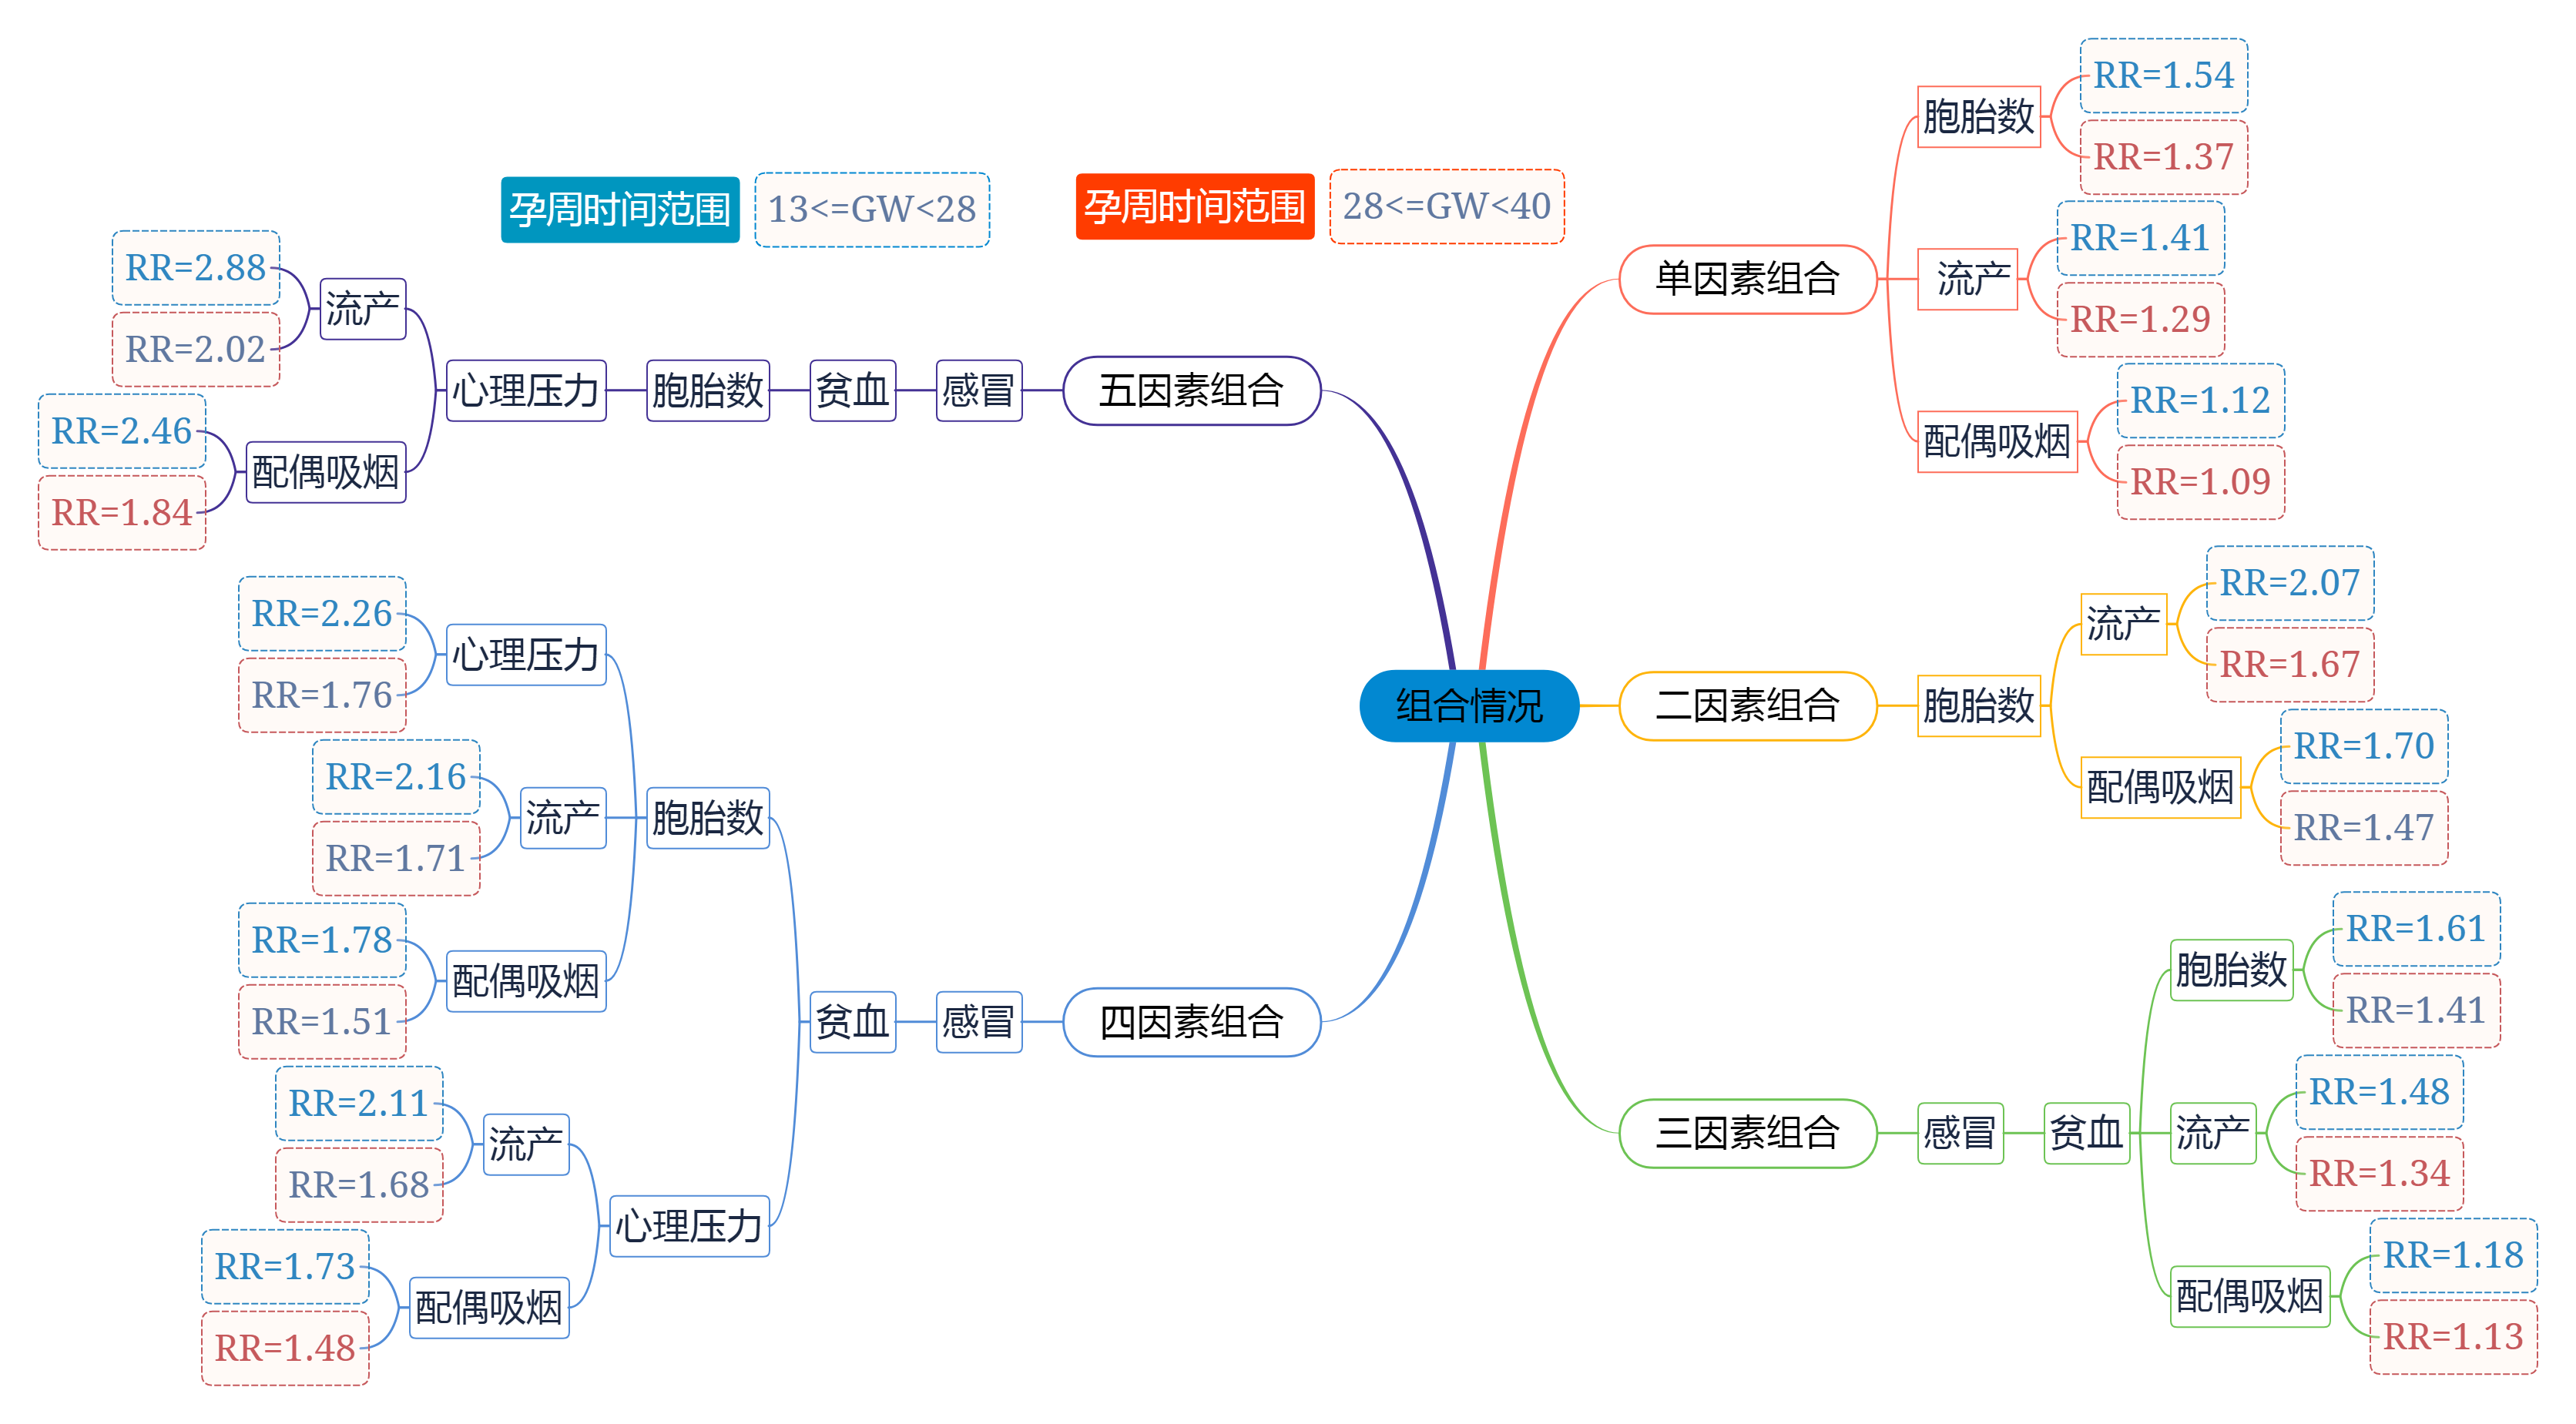 孕周时间范围
13<=GW<28
孕周时间范围
28<=GW<40
组合情况
单因素组合
胞胎数
RR=1.54
RR=1.37
流产
RR=1.41
RR=1.29
配偶吸烟
RR=1.12
RR=1.09
二因素组合
胞胎数
流产
RR=2.07
RR=1.67
配偶吸烟
RR=1.70
RR=1.47
三因素组合
感冒
贫血
胞胎数
RR=1.61
RR=1.41
流产
RR=1.48
RR=1.34
配偶吸烟
RR=1.18
RR=1.13
四因素组合
感冒
贫血
胞胎数
心理压力
RR=2.26
RR=1.76
流产
RR=2.16
RR=1.71
配偶吸烟
RR=1.78
RR=1.51
心理压力
流产
RR=2.11
RR=1.68
配偶吸烟
RR=1.73
RR=1.48
五因素组合
感冒
贫血
胞胎数
心理压力
流产
RR=2.88
RR=2.02
配偶吸烟
RR=2.46
RR=1.84